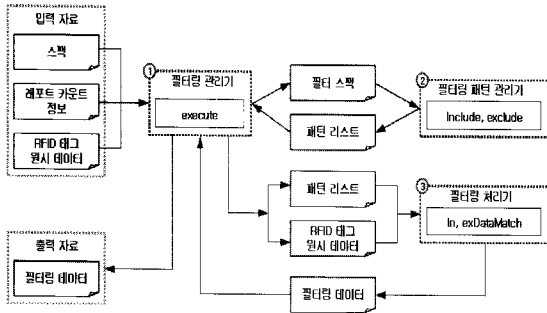 입력 자료
스팩
레포트 카운트
정보
RFID 태그
원시 데이터
①
필터링 관리기
execute
필터 스팩
패턴 리스트
②
필터링 패턴 관리기
Include, exclude
패턴 리스트
RFID 태그
원시 데이터
③
필터링 처리기
In, exDataMatch
출력 자료
필터링 데이터
필터링 데이터